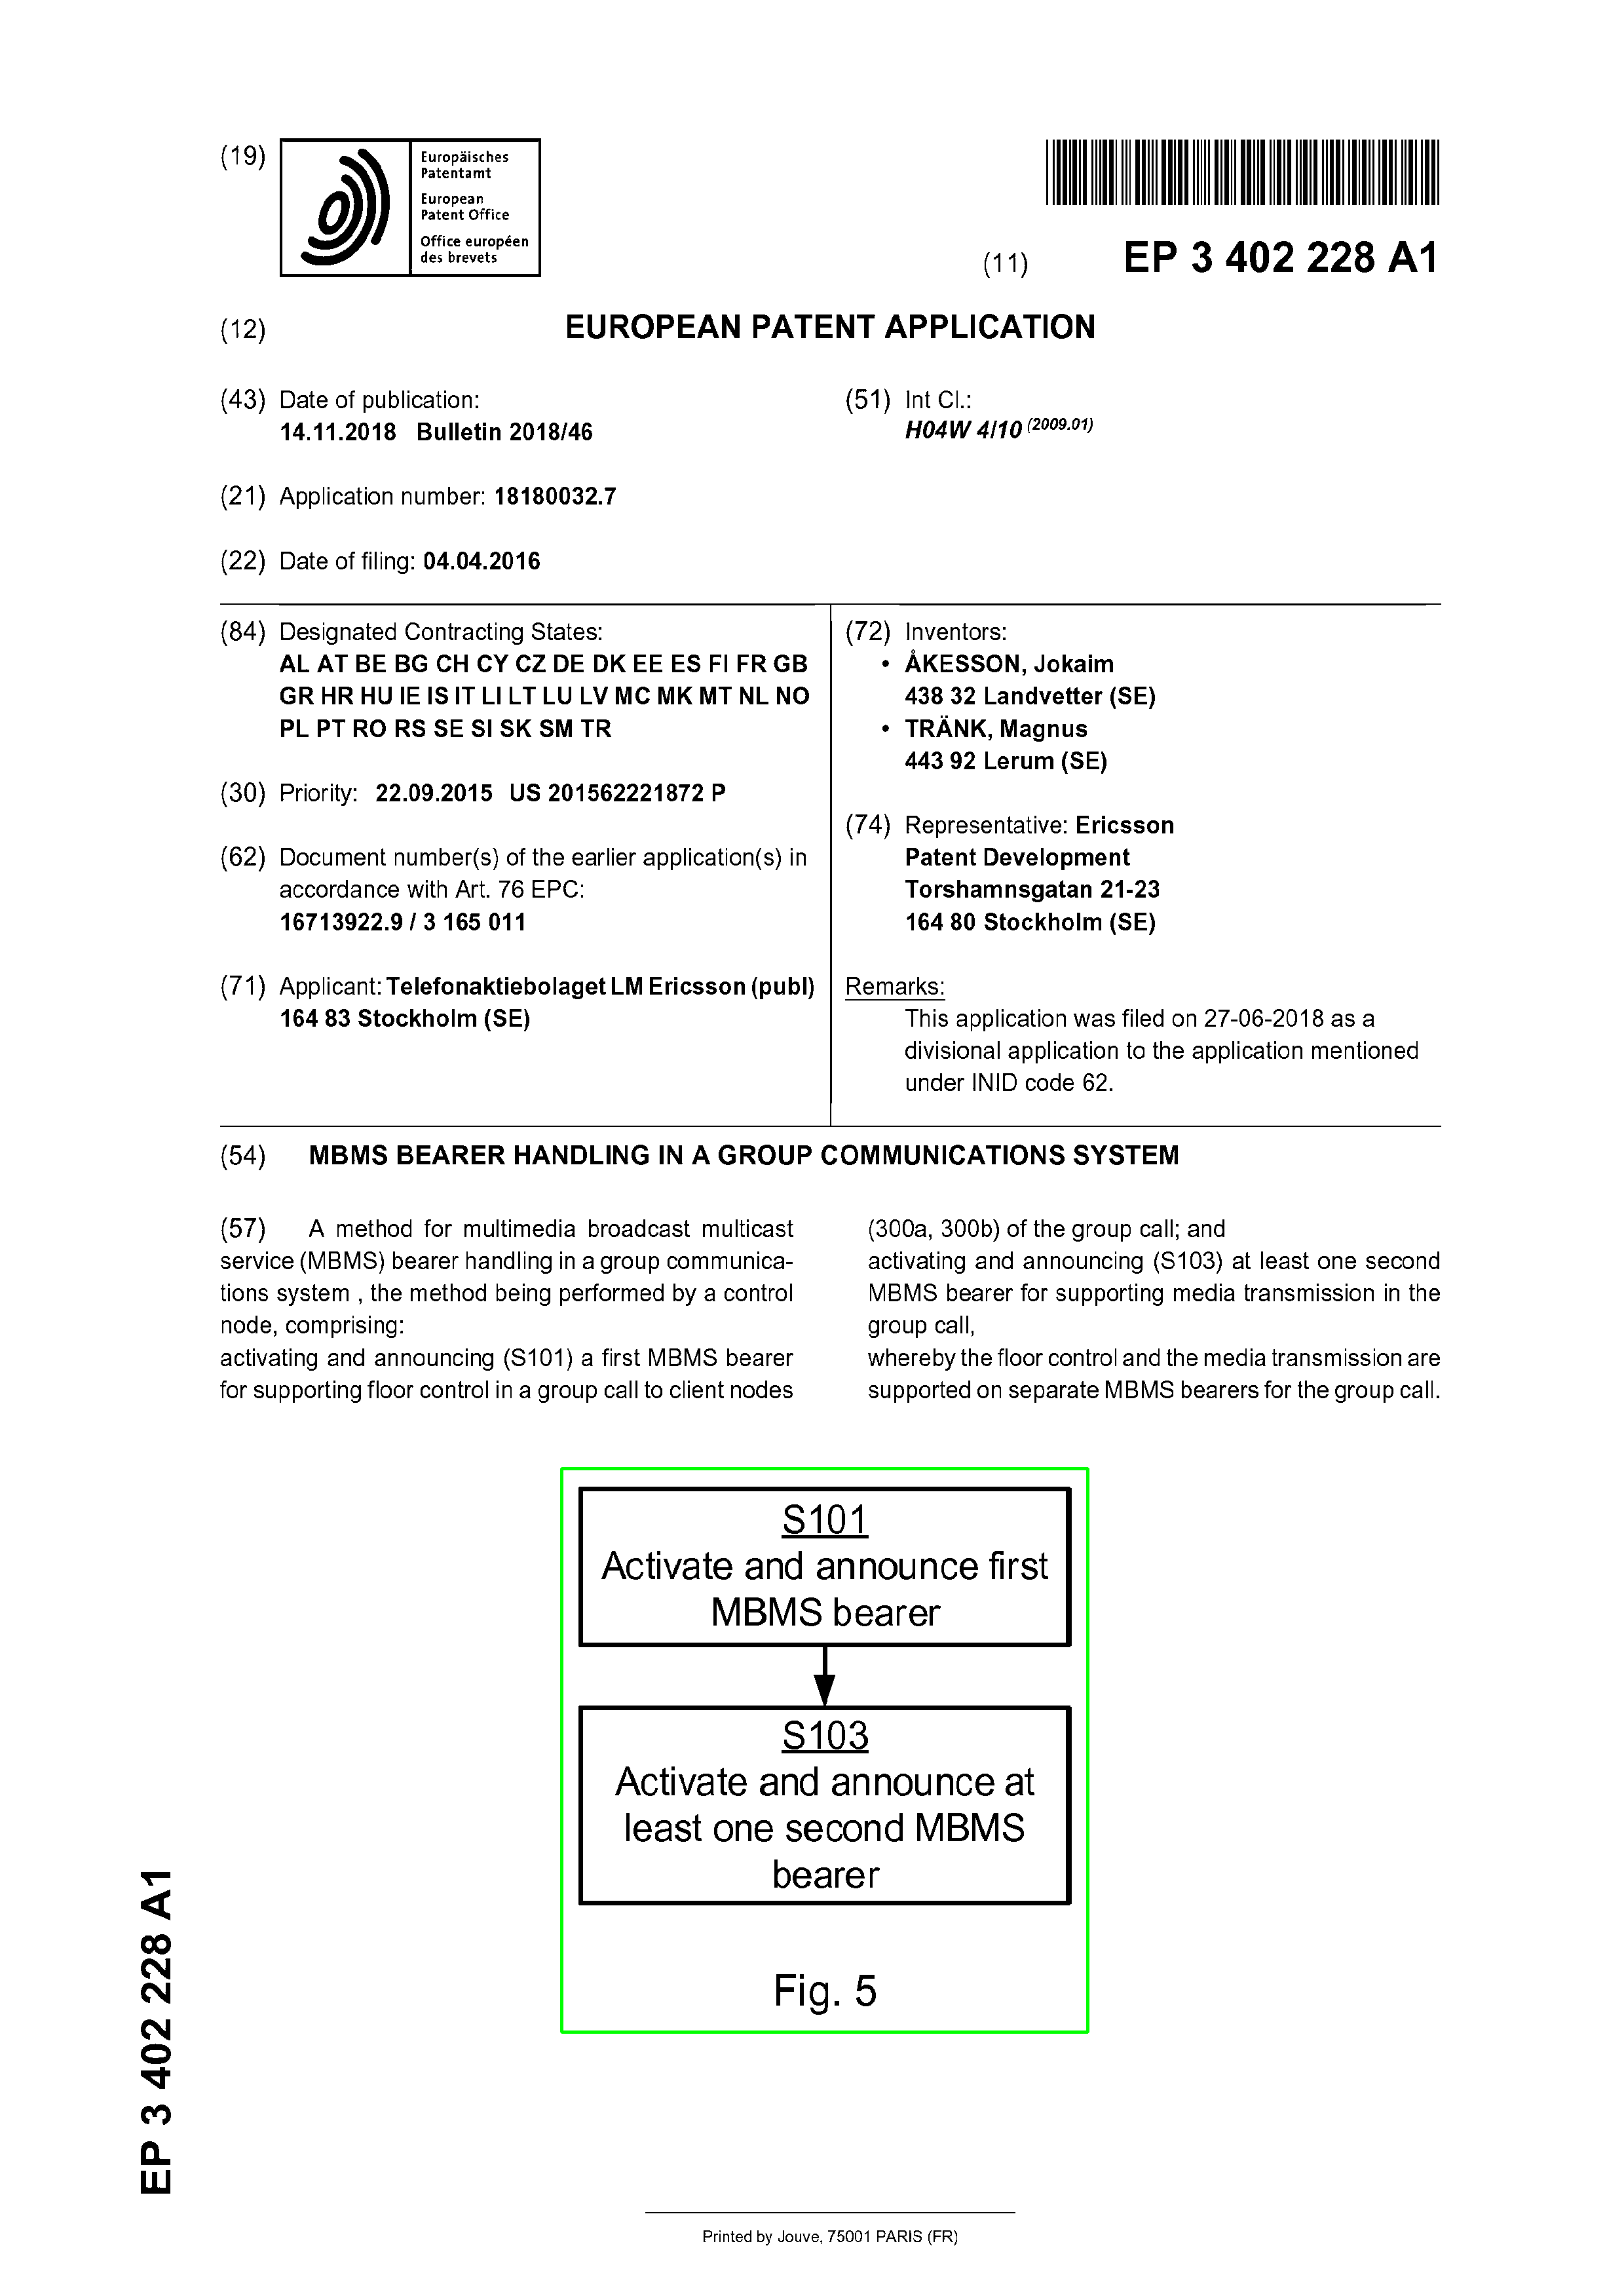 (19)
Europäisches
Patentamt
European
Patent Office
Office européen
des brevets
(11) EP 3 402 228 A1
(12) EUROPEAN PATENT APPLICATION
(43) Date of publication:
14.11.2018 Bulletin 2018/46
(51) Int Cl.:
H04W 4/10 (2009.01)
(21) Application number: 18180032.7
(22) Date of filing: 04.04.2016
(84) Designated Contracting States:
AL AT BE BG CH CY CZ DE DK EE ES FI FR GB
GR HR HU IE IS IT LI LT LU LV MC MK MT NL NO
PL PT RO RS SE SI SK SM TR
(30) Priority: 22.09.2015 US 201562221872 P
(62) Document number(s) of the earlier application(s) in
accordance with Art. 76 EPC:
16713922.9 / 3 165 011
(71) Applicant: Telefonaktiebolaget LM Ericsson (publ)
164 83 Stockholm (SE)
(72) Inventors:
• ÅKESSON, Jokaim
438 32 Landvetter (SE)
• TRÄNK, Magnus
443 92 Lerum (SE)
(74) Representative: Ericsson
Patent Development
Torshamnsgatan 21-23
164 80 Stockholm (SE)
Remarks:
This application was filed on 27-06-2018 as a
divisional application to the application mentioned
under INID code 62.
(54) MBMS BEARER HANDLING IN A GROUP COMMUNICATIONS SYSTEM
(57) A method for multimedia broadcast multicast
service (MBMS) bearer handling in a group communica-
tions system , the method being performed by a control
node, comprising:
activating and announcing (S101) a first MBMS bearer
for supporting floor control in a group call to client nodes
(300a, 300b) of the group call; and
activating and announcing (S103) at least one second
MBMS bearer for supporting media transmission in the
group call,
whereby the floor control and the media transmission are
supported on separate MBMS bearers for the group call.
S101
Activate and announce first
MBMS bearer
S103
Activate and announce at
least one second MBMS
bearer
Fig. 5
EP 3 402 228 A1
Printed by Jouve, 75001 PARIS (FR)